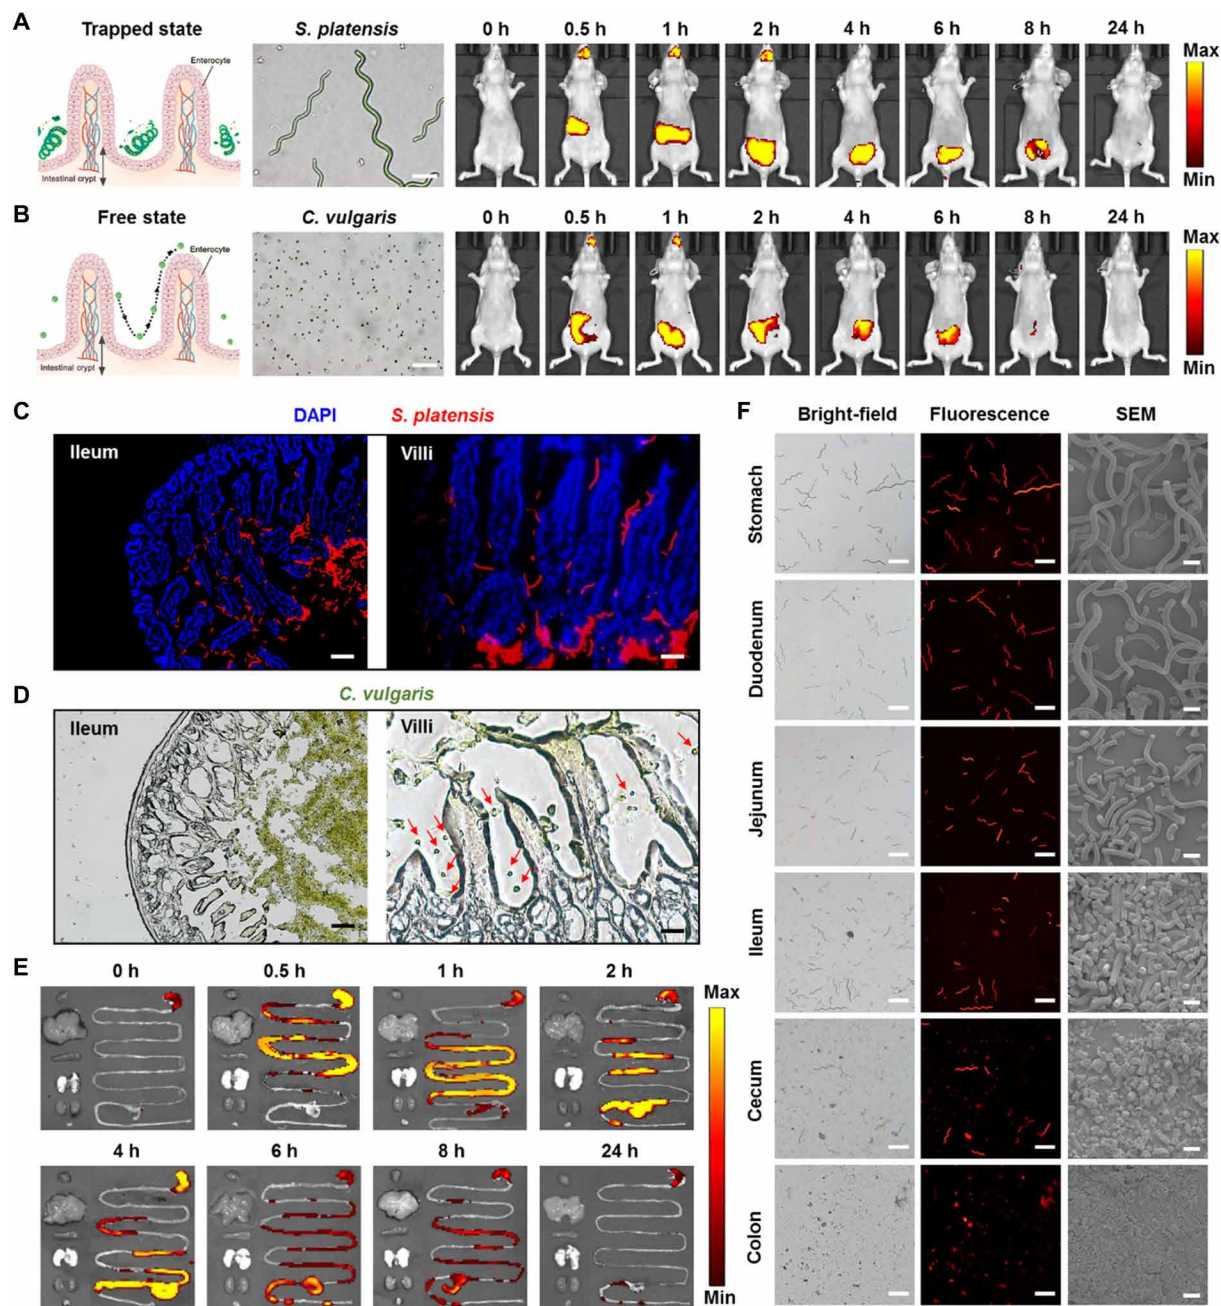 A
Trapped state
S. platensis
0 h
0.5 h
1 h
2 h
4 h
6 h
8 h
24 h
Enterocyte
Intestinal crypt
Max
Min
B
Free state
C. vulgaris
0 h
0.5 h
1 h
2 h
4 h
6 h
8 h
24 h
Enterocyte
Intestinal crypt
Max
Min
C
DAPI
S. platensis
Ileum
Villi
D
C. vulgaris
Ileum
Villi
E
0 h
0.5 h
1 h
2 h
4 h
6 h
8 h
24 h
Max
Min
F
Bright-field
Fluorescence
SEM
Stomach
Duodenum
Jejunum
Ileum
Cecum
Colon